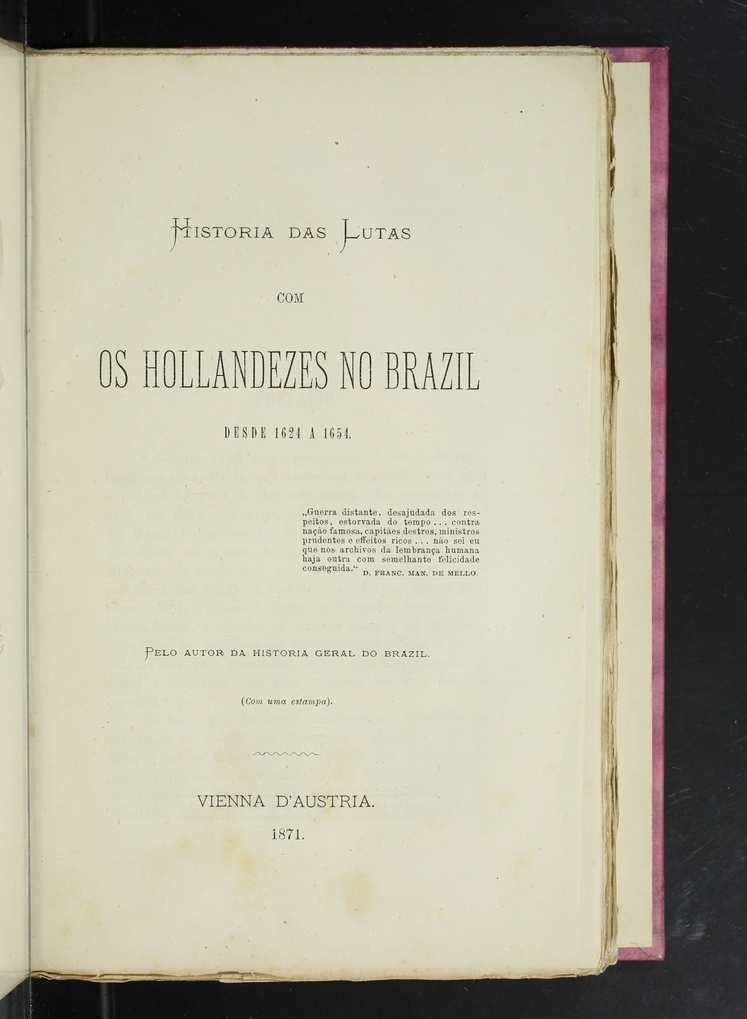 Historia das Lutas
COM
OS HOLLANDEZES NO BRAZIL
DESDE 1624 A 1654.
„Guerra distante, desajudada dos res-
peitos, estorvada do tempo . . . contra
nação famosa, capitães destros, ministros
prudentes e effeitos ricos . . . não sei eu
que nos archivos da lembrança humana
haja outra com semelhante felicidade
conseguida.“
D. FRANC. MAN. DE MELLO.
Pelo autor da historia geral do Brazil.
(Com uma estampa).
VIENNA D'AUSTRIA.
1871.